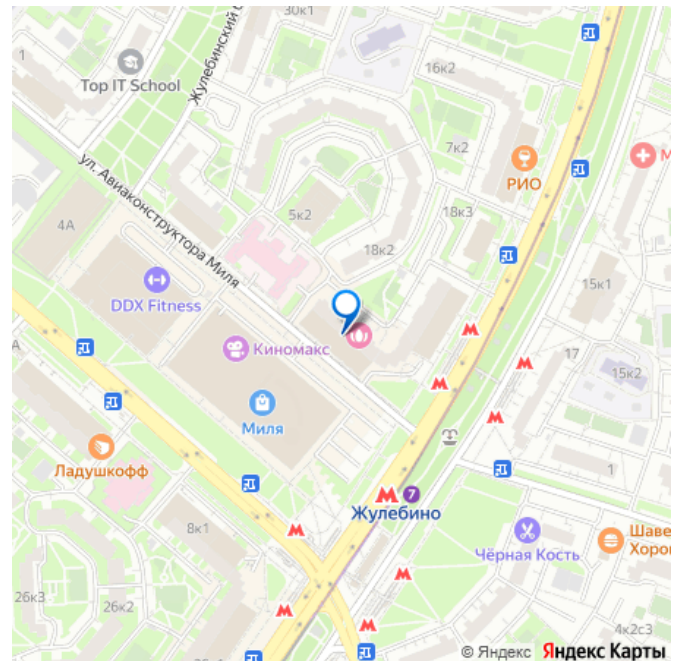 30к1
1
Top IT School
Жулебинский б
16к2
М
7к2
РИО
ул. Авиаконструктора Миля
4А
5к2
18к3
18к2
15к1
DDX Fitness
Киномакс
17
15к2
Миля
Ладушкофф
1
7
Жулебино
8к1
Чёрная Кость
Шаве
Хорош
26к3
26к2
4к2с3
© Яндекс Яндекс Карты